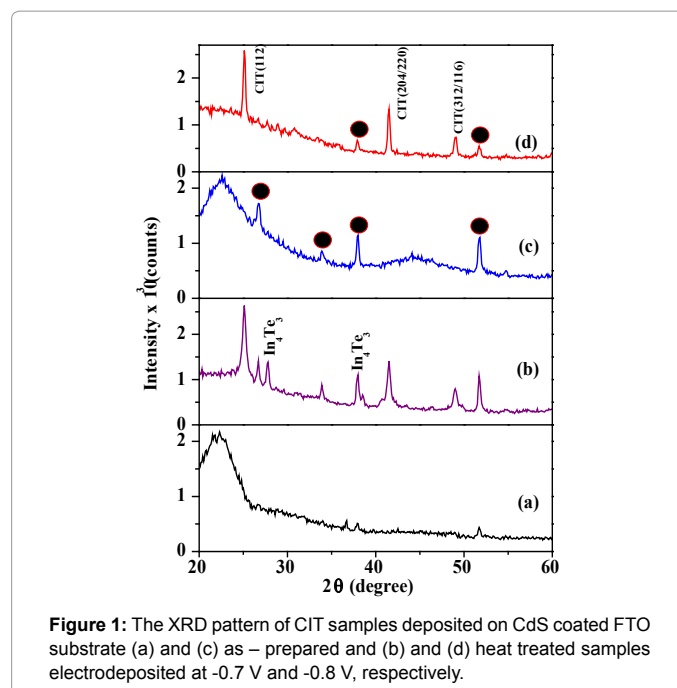 CIT(112)
CIT(204/220)
CIT(312/116)
2
1
0
(d)
2
1
0
(c)
In4Te3
In4Te3
2
1
0
(b)
2
1
0
(a)
Intensity x 10^3 (counts)
20 30 40 50 60
2θ (degree)
Figure 1: The XRD pattern of CIT samples deposited on CdS coated FTO
substrate (a) and (c) as – prepared and (b) and (d) heat treated samples
electrodeposited at -0.7 V and -0.8 V, respectively.